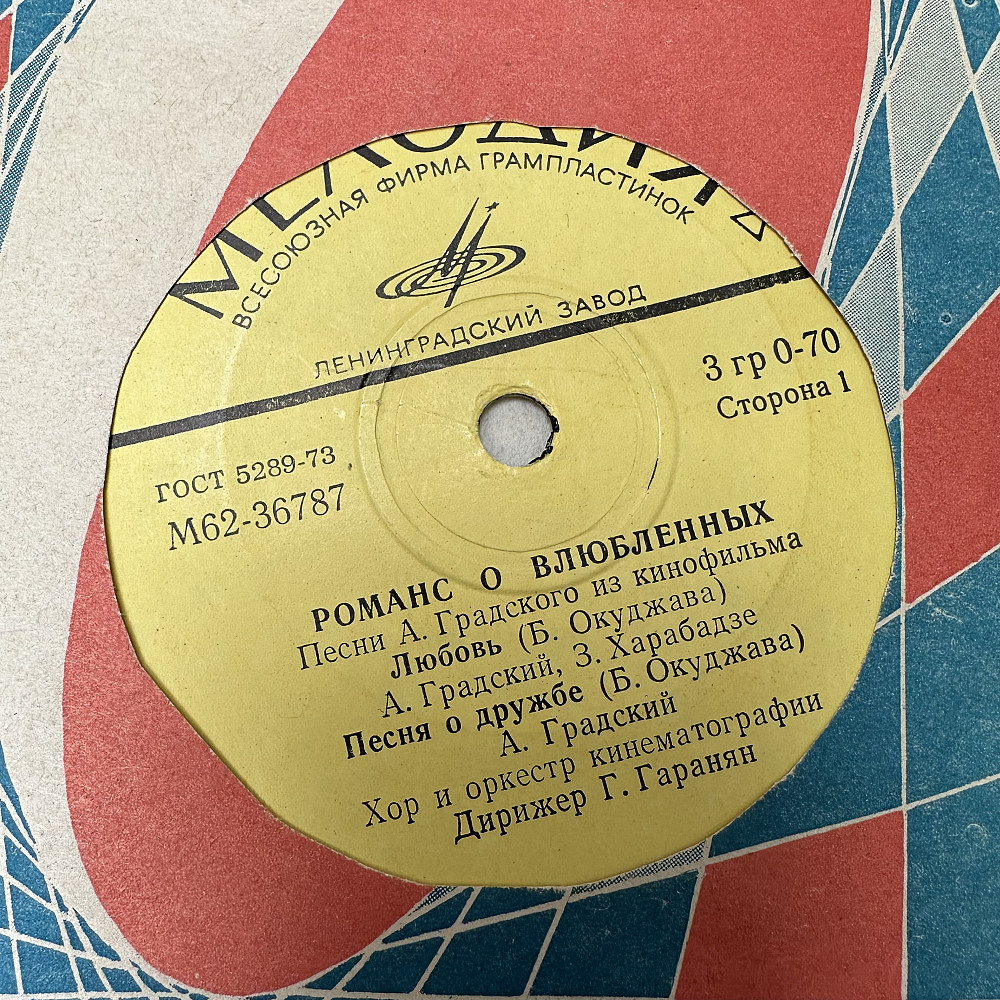 МЕЛОДИЯ
ВСЕСОЮЗНАЯ ФИРМА ГРАМПЛАСТИНОК
ЛЕНИНГРАДСКИЙ ЗАВОД
3 гр 0-70
Сторона 1
ГОСТ 5289-73
М62-36787
РОМАНС О ВЛЮБЛЕННЫХ
Песни А. Градского из кинофильма
Любовь (Б. Окуджава)
А. Градский, З. Харабадзе
Песня о дружбе (Б. Окуджава)
А. Градский
Хор и оркестр кинематографии
Дирижер Г. Гаранян